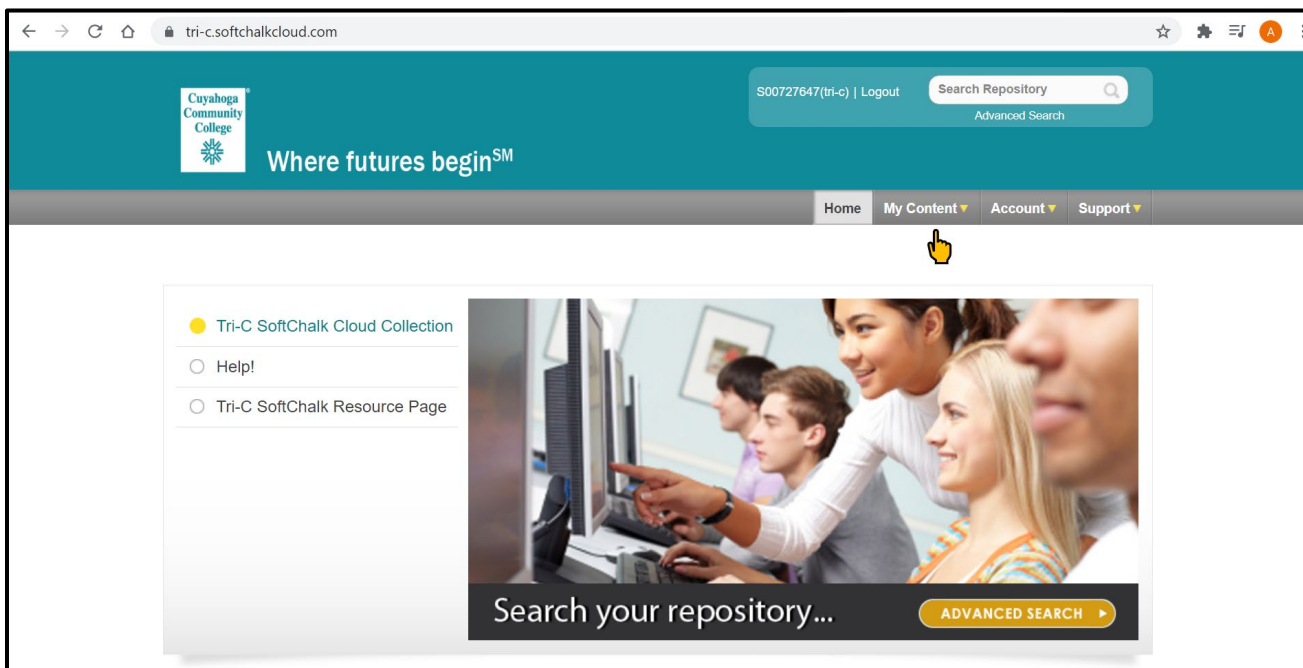 tri-c.softchalkcloud.com
A
Cuyahoga
Community
College
Where futures begin℠
S00727647(tri-c) | Logout
Search Repository
Advanced Search
Home My Content Account Support
Tri-C SoftChalk Cloud Collection
Help!
Tri-C SoftChalk Resource Page
Search your repository...
ADVANCED SEARCH